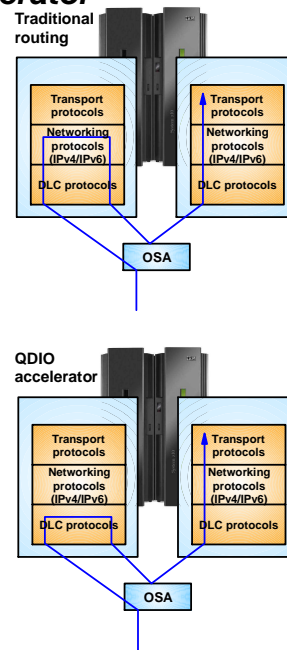 Traditional
routing
Transport
protocols
Networking
protocols
(IPv4/IPv6)
DLC protocols
Transport
protocols
Networking
protocols
(IPv4/IPv6)
DLC protocols
OSA
QDIO
accelerator
Transport
protocols
Networking
protocols
(IPv4/IPv6)
DLC protocols
Transport
protocols
Networking
protocols
(IPv4/IPv6)
DLC protocols
OSA